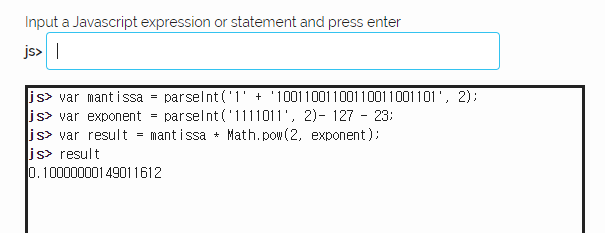 Input a Javascript expression or statement and press enter
js>
js> var mantissa = parseInt('1' + '10011001100110011001101', 2);
js> var exponent = parseInt('1111011', 2)- 127 - 23;
js> var result = mantissa * Math.pow(2, exponent);
js> result
0.10000000149011612